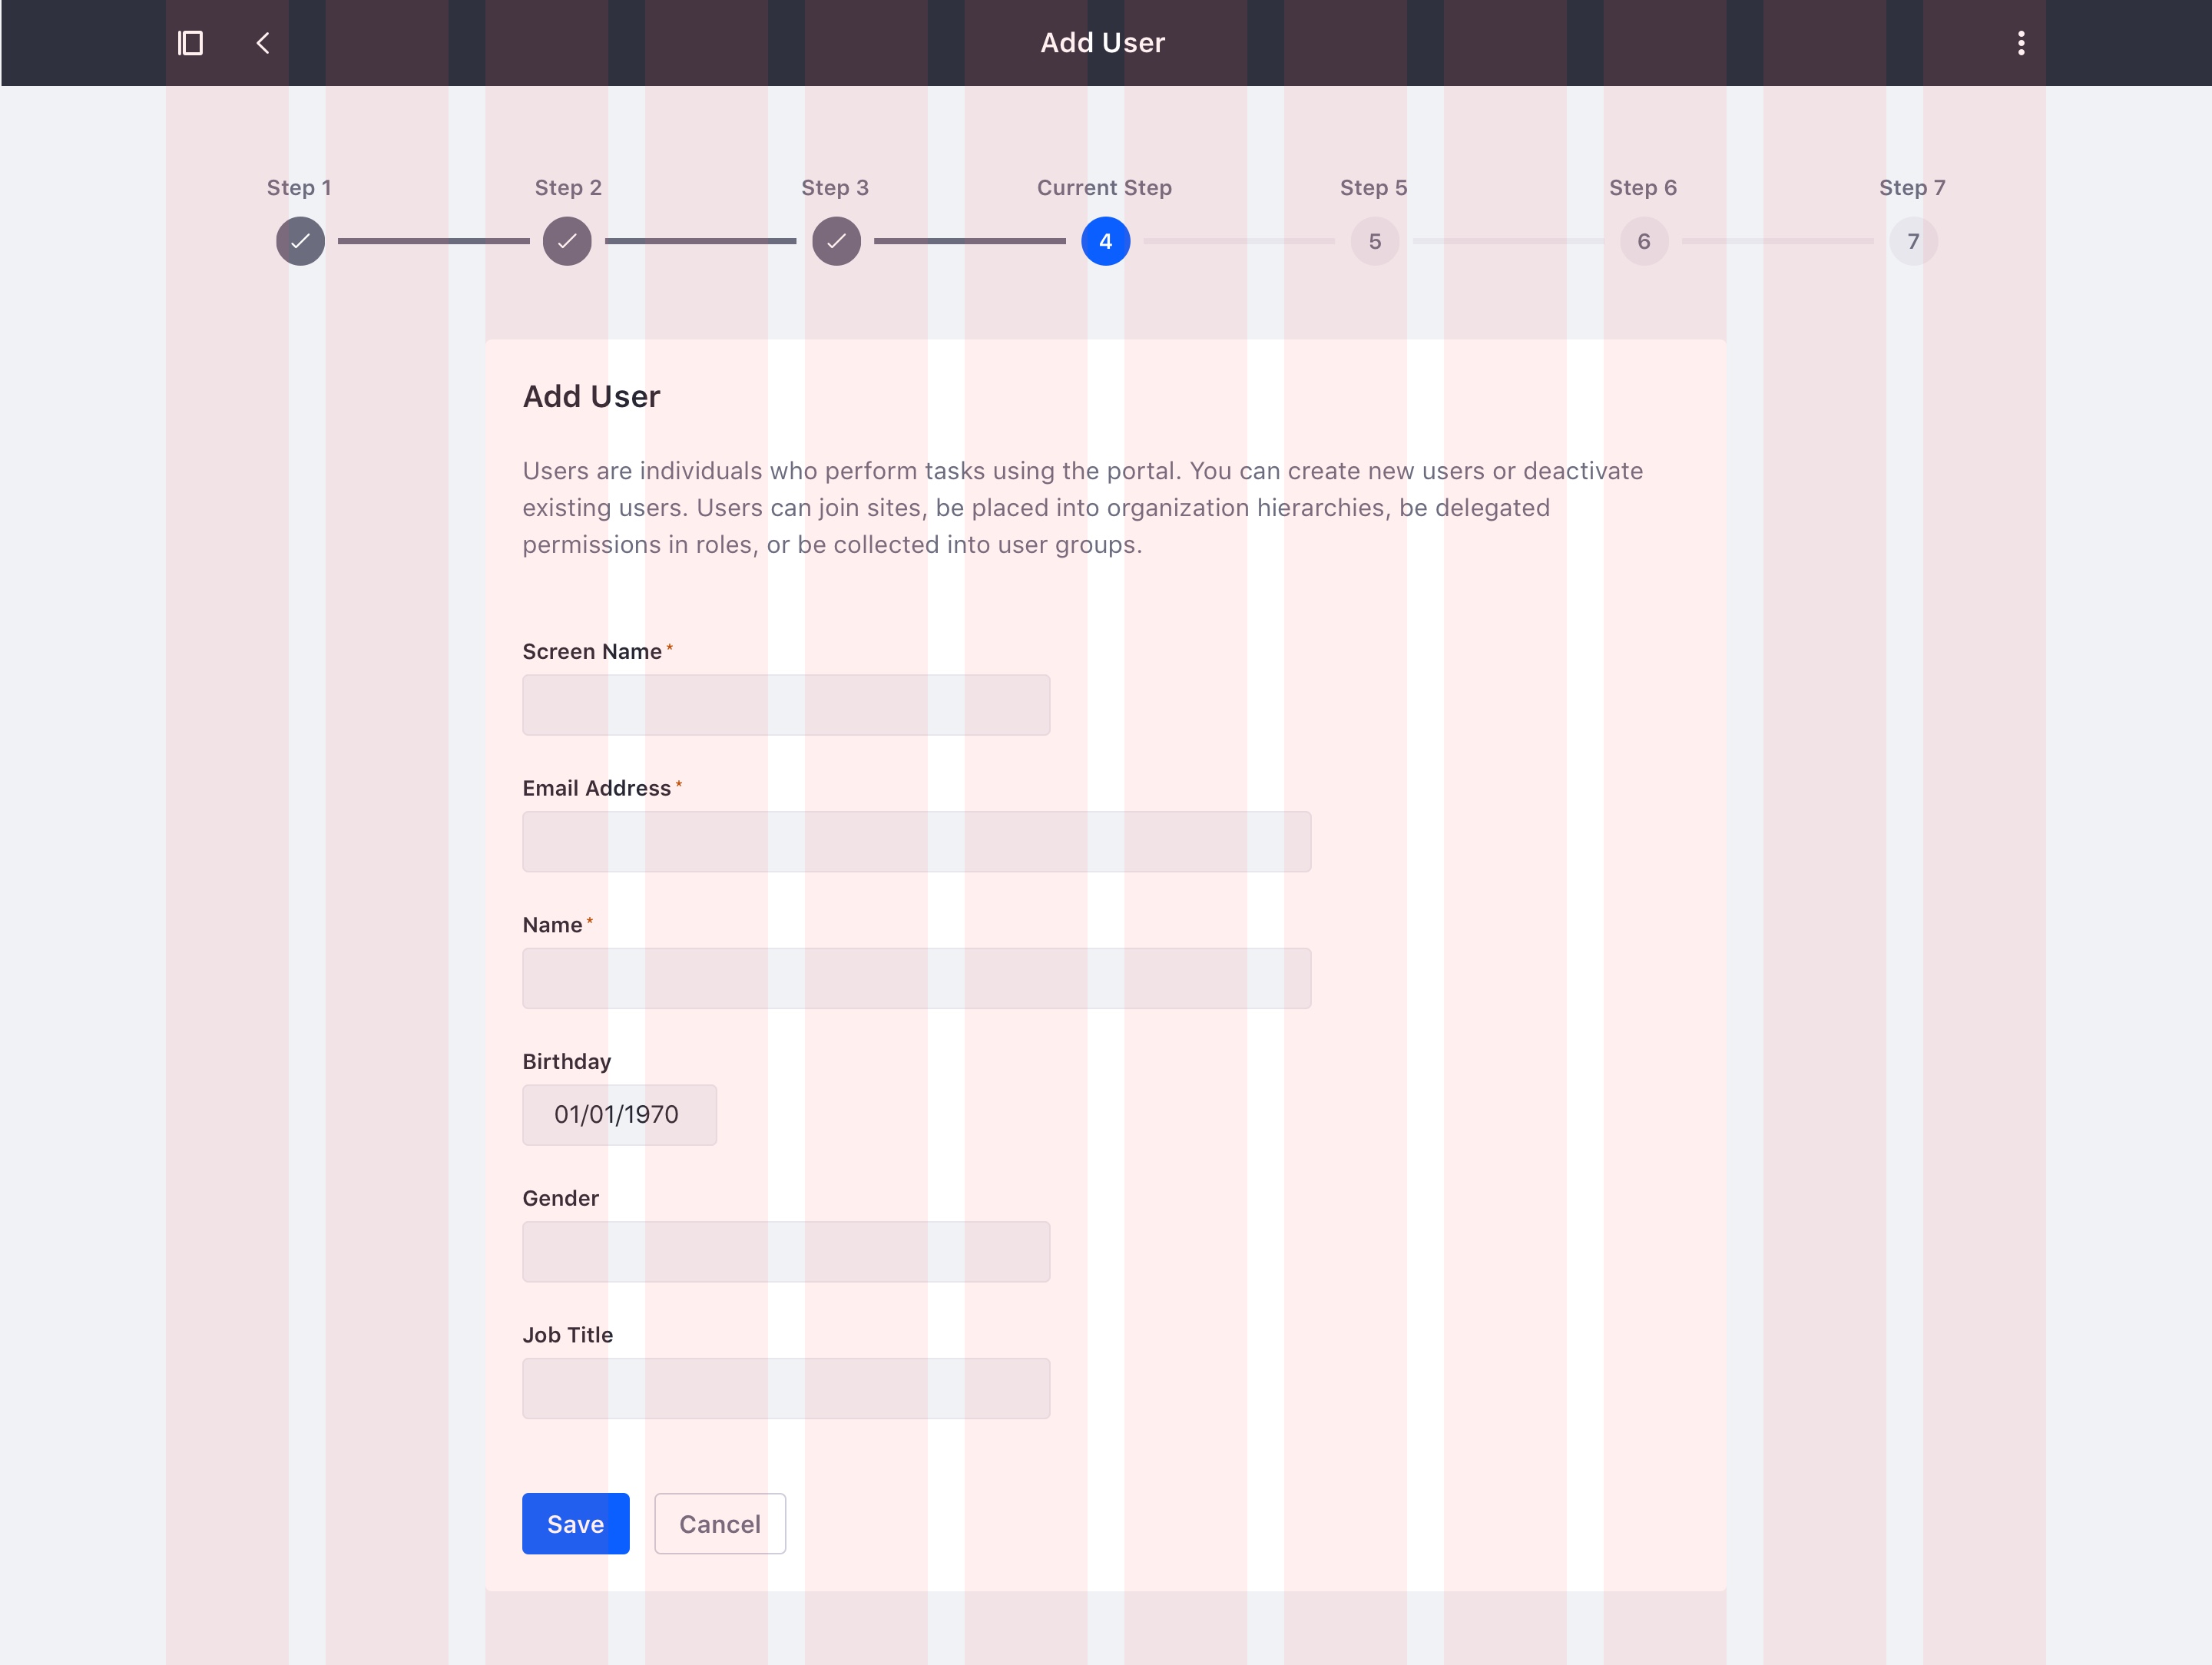 Add User
Step 1
Step 2
Step 3
Current Step
Step 5
Step 6
Step 7
4
5
6
7
Add User
Users are individuals who perform tasks using the portal. You can create new users or deactivate
existing users. Users can join sites, be placed into organization hierarchies, be delegated
permissions in roles, or be collected into user groups.
Screen Name*
Email Address*
Name*
Birthday
01/01/1970
Gender
Job Title
Save
Cancel